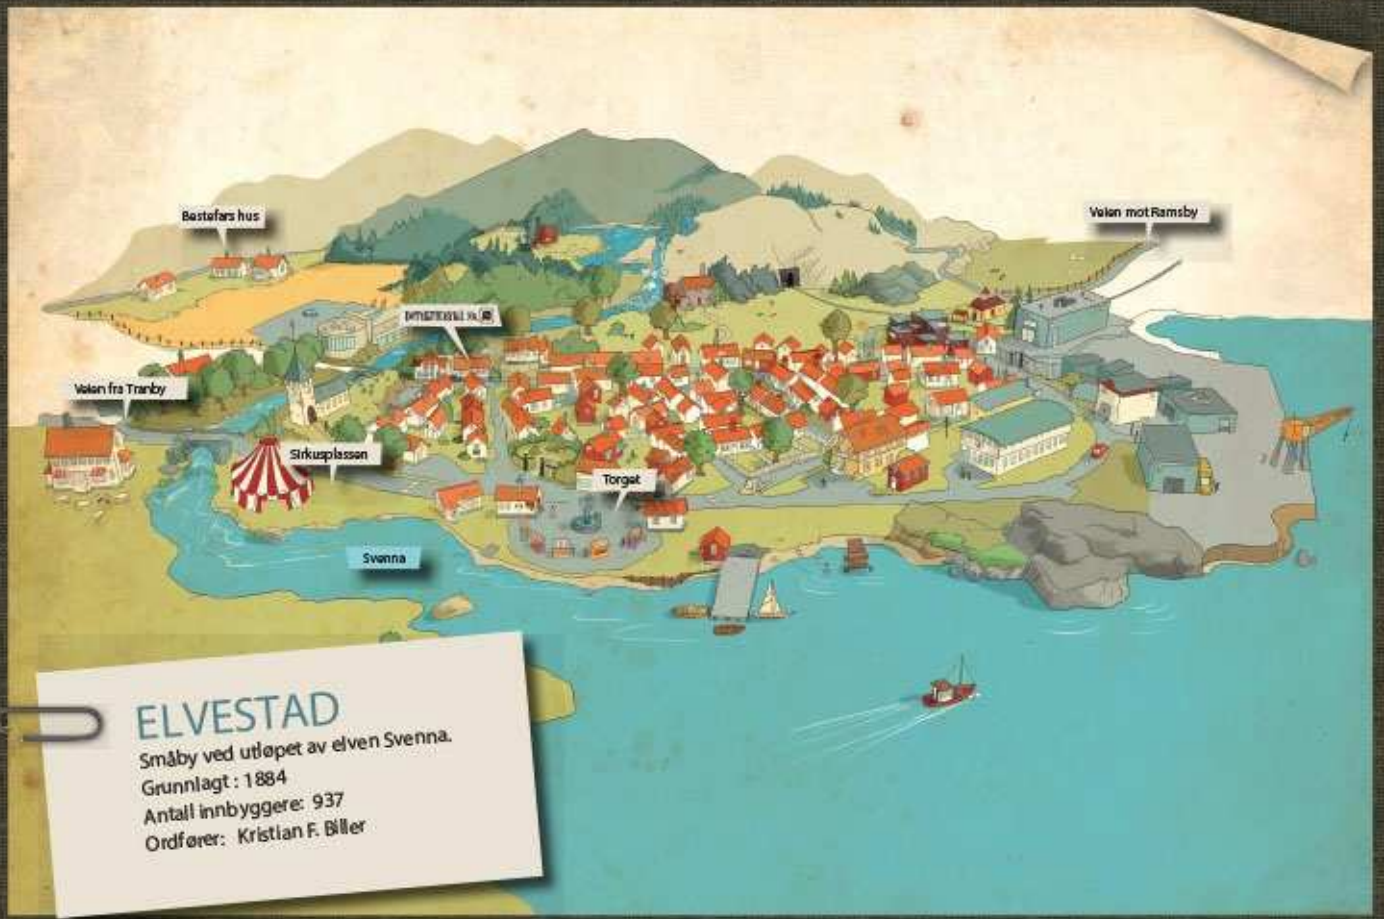 Bestefars hus
Veien mot Ramsby
Veien fra Tranby
Sirkusplassen
Torget
Svenna
ELVESTAD
Småby ved utløpet av elven Svenna.
Grunnlagt : 1884
Antall innbyggere: 937
Ordfører: Kristian F. Biller